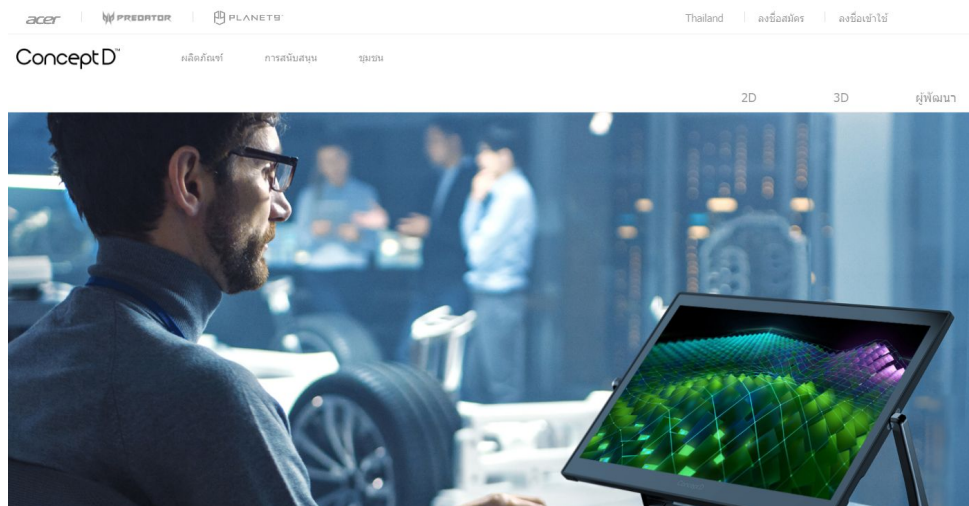 acer PREDATOR PLANET9 Thailand ลงชื่อสมัคร ลงชื่อเข้าใช้
ConceptD™ ผลิตภัณฑ์ การสนับสนุน ชุมชน
2D 3D ผู้พัฒนา